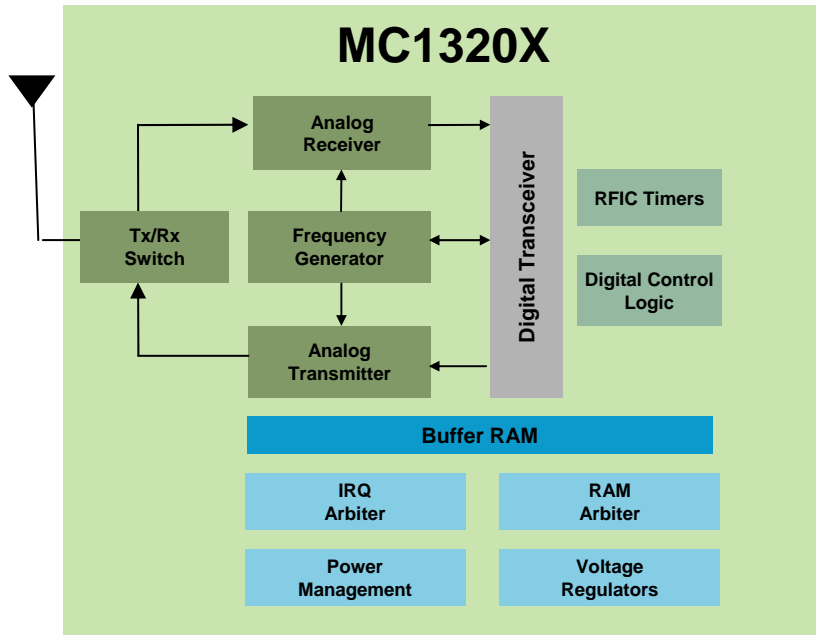 MC1320X
Analog
Receiver
Tx/Rx
Switch
Frequency
Generator
Analog
Transmitter
Digital Transceiver
RFIC Timers
Digital Control
Logic
Buffer RAM
IRQ
Arbiter
RAM
Arbiter
Power
Management
Voltage
Regulators